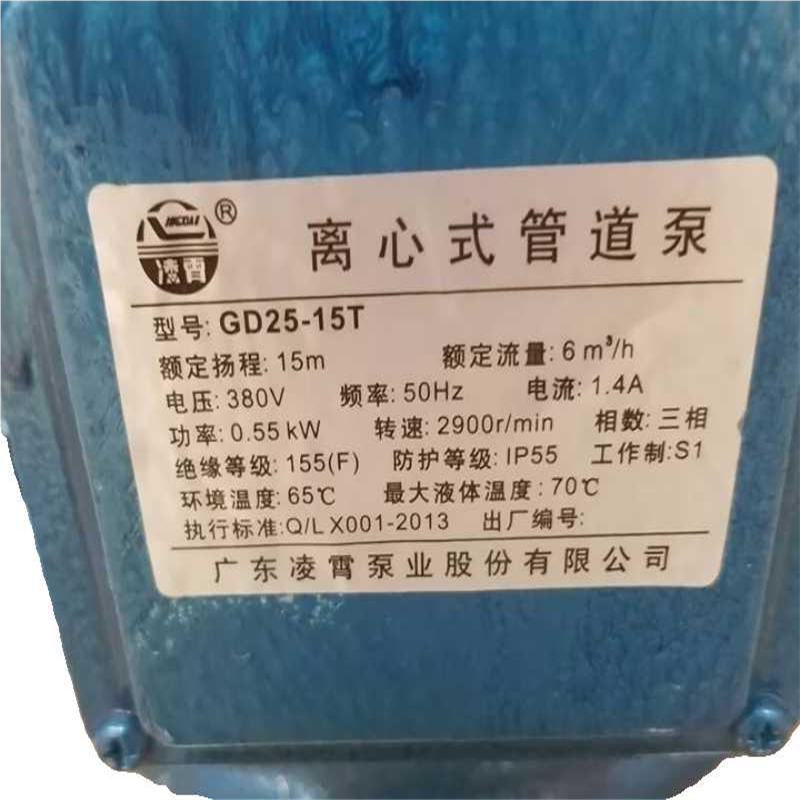 LINGXIAO
凌霄
®
离心式管道泵
型号: GD25-15T
额定扬程: 15m 额定流量: 6 m³/h
电压: 380V 频率: 50Hz 电流: 1.4A
功率: 0.55 kW 转速: 2900r/min 相数: 三相
绝缘等级: 155(F) 防护等级: IP55 工作制: S1
环境温度: 65℃ 最大液体温度: 70℃
执行标准: Q/LX001-2013 出厂编号:
广东凌霄泵业股份有限公司